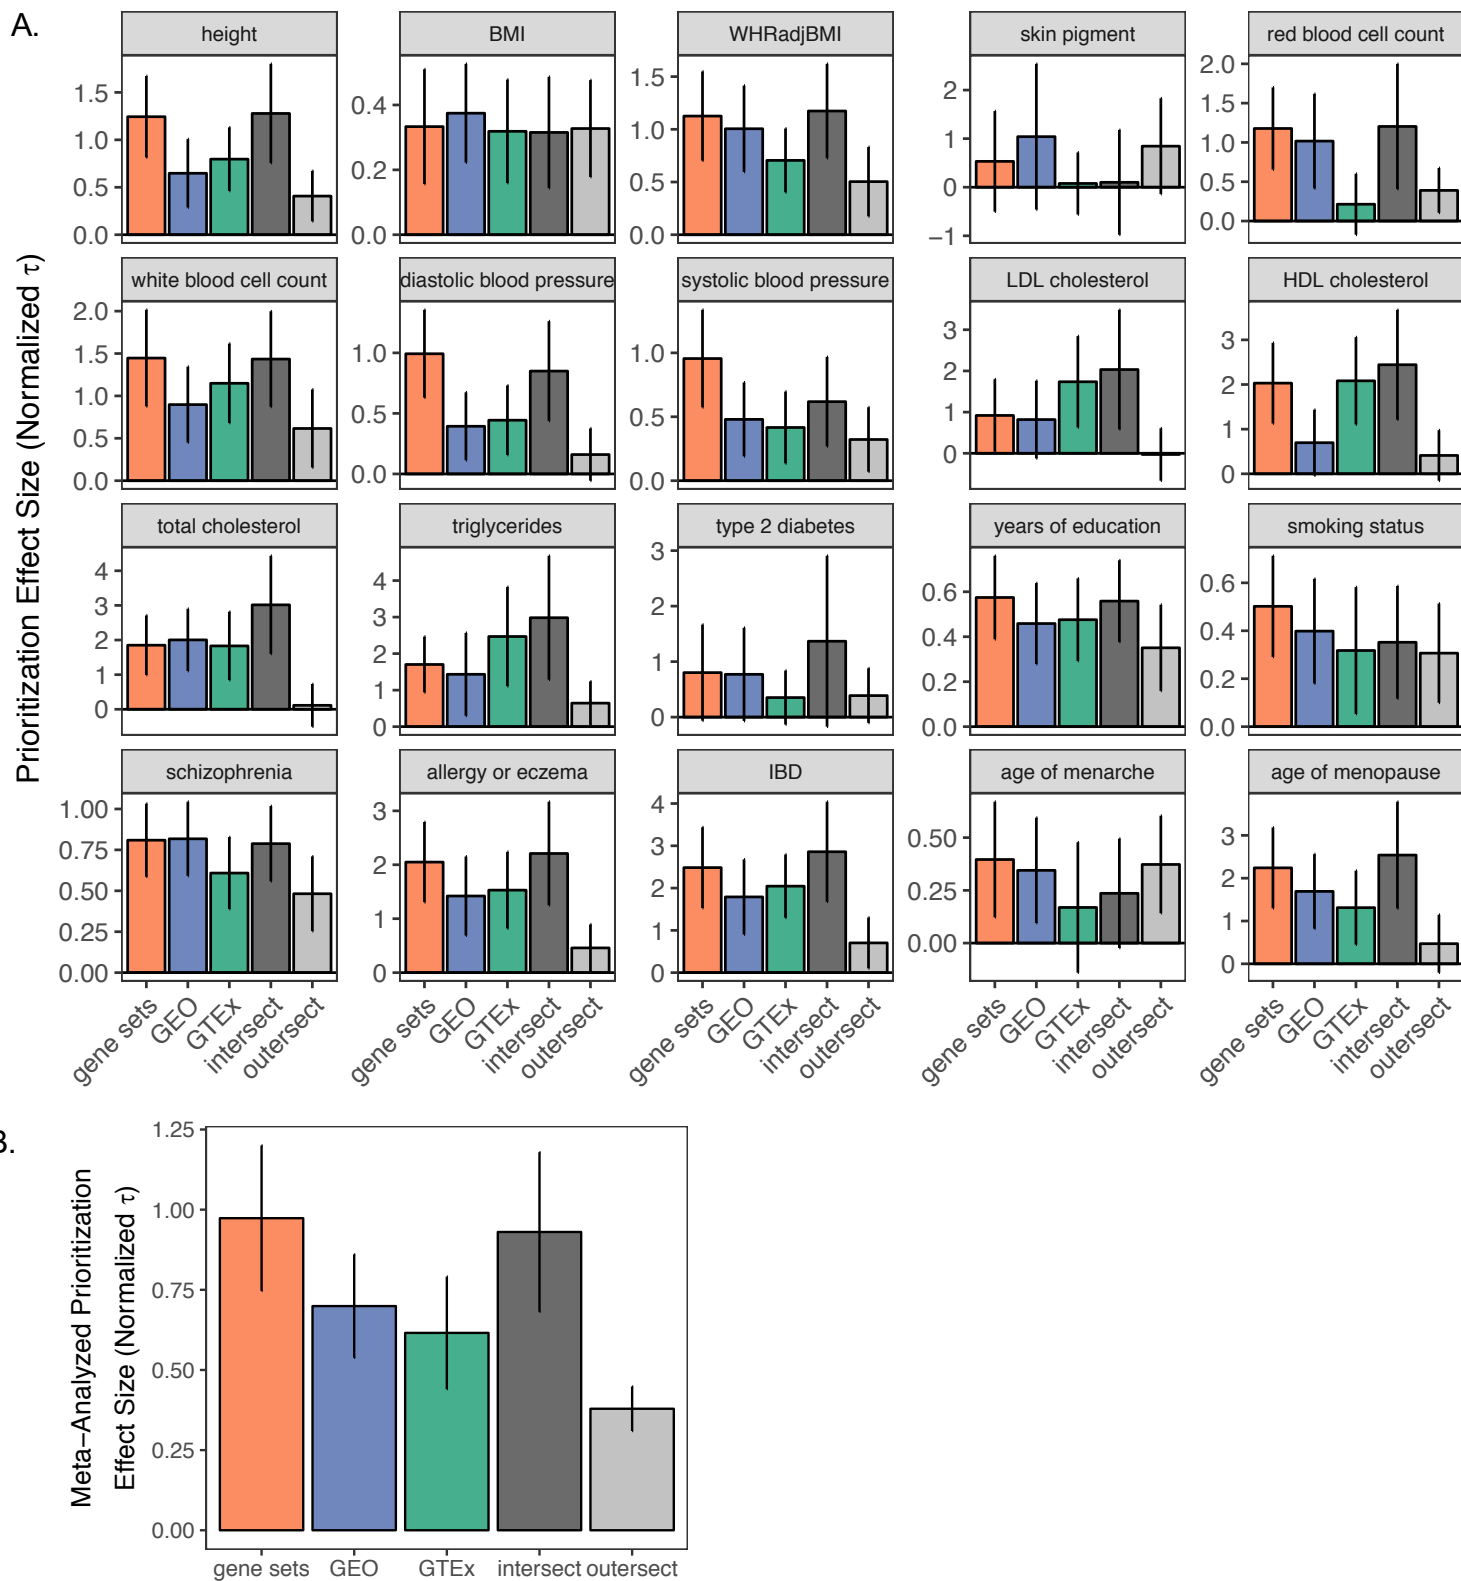 A.
height
BMI
WHRadjBMI
skin pigment
red blood cell count
1.5
1.0
0.5
0.0
0.4
0.2
0.0
1.5
1.0
0.5
0.0
2
1
0
−1
2.0
1.5
1.0
0.5
0.0
white blood cell count
diastolic blood pressure
systolic blood pressure
LDL cholesterol
HDL cholesterol
2.0
1.5
1.0
0.5
0.0
1.0
0.5
0.0
1.0
0.5
0.0
3
2
1
0
3
2
1
0
Prioritization Effect Size (Normalized τ)
total cholesterol
triglycerides
type 2 diabetes
years of education
smoking status
4
3
2
1
0
4
3
2
1
0
3
2
1
0
0.6
0.4
0.2
0.0
0.6
0.4
0.2
0.0
schizophrenia
allergy or eczema
IBD
age of menarche
age of menopause
1.00
0.75
0.50
0.25
0.00
3
2
1
0
4
3
2
1
0
0.50
0.25
0.00
3
2
1
0
gene sets
GEO
GTEx
intersect
outersect
gene sets
GEO
GTEx
intersect
outersect
gene sets
GEO
GTEx
intersect
outersect
gene sets
GEO
GTEx
intersect
outersect
gene sets
GEO
GTEx
intersect
outersect
B.
Meta−Analyzed Prioritization
Effect Size (Normalized τ)
1.25
1.00
0.75
0.50
0.25
0.00
gene sets
GEO
GTEx
intersect
outersect